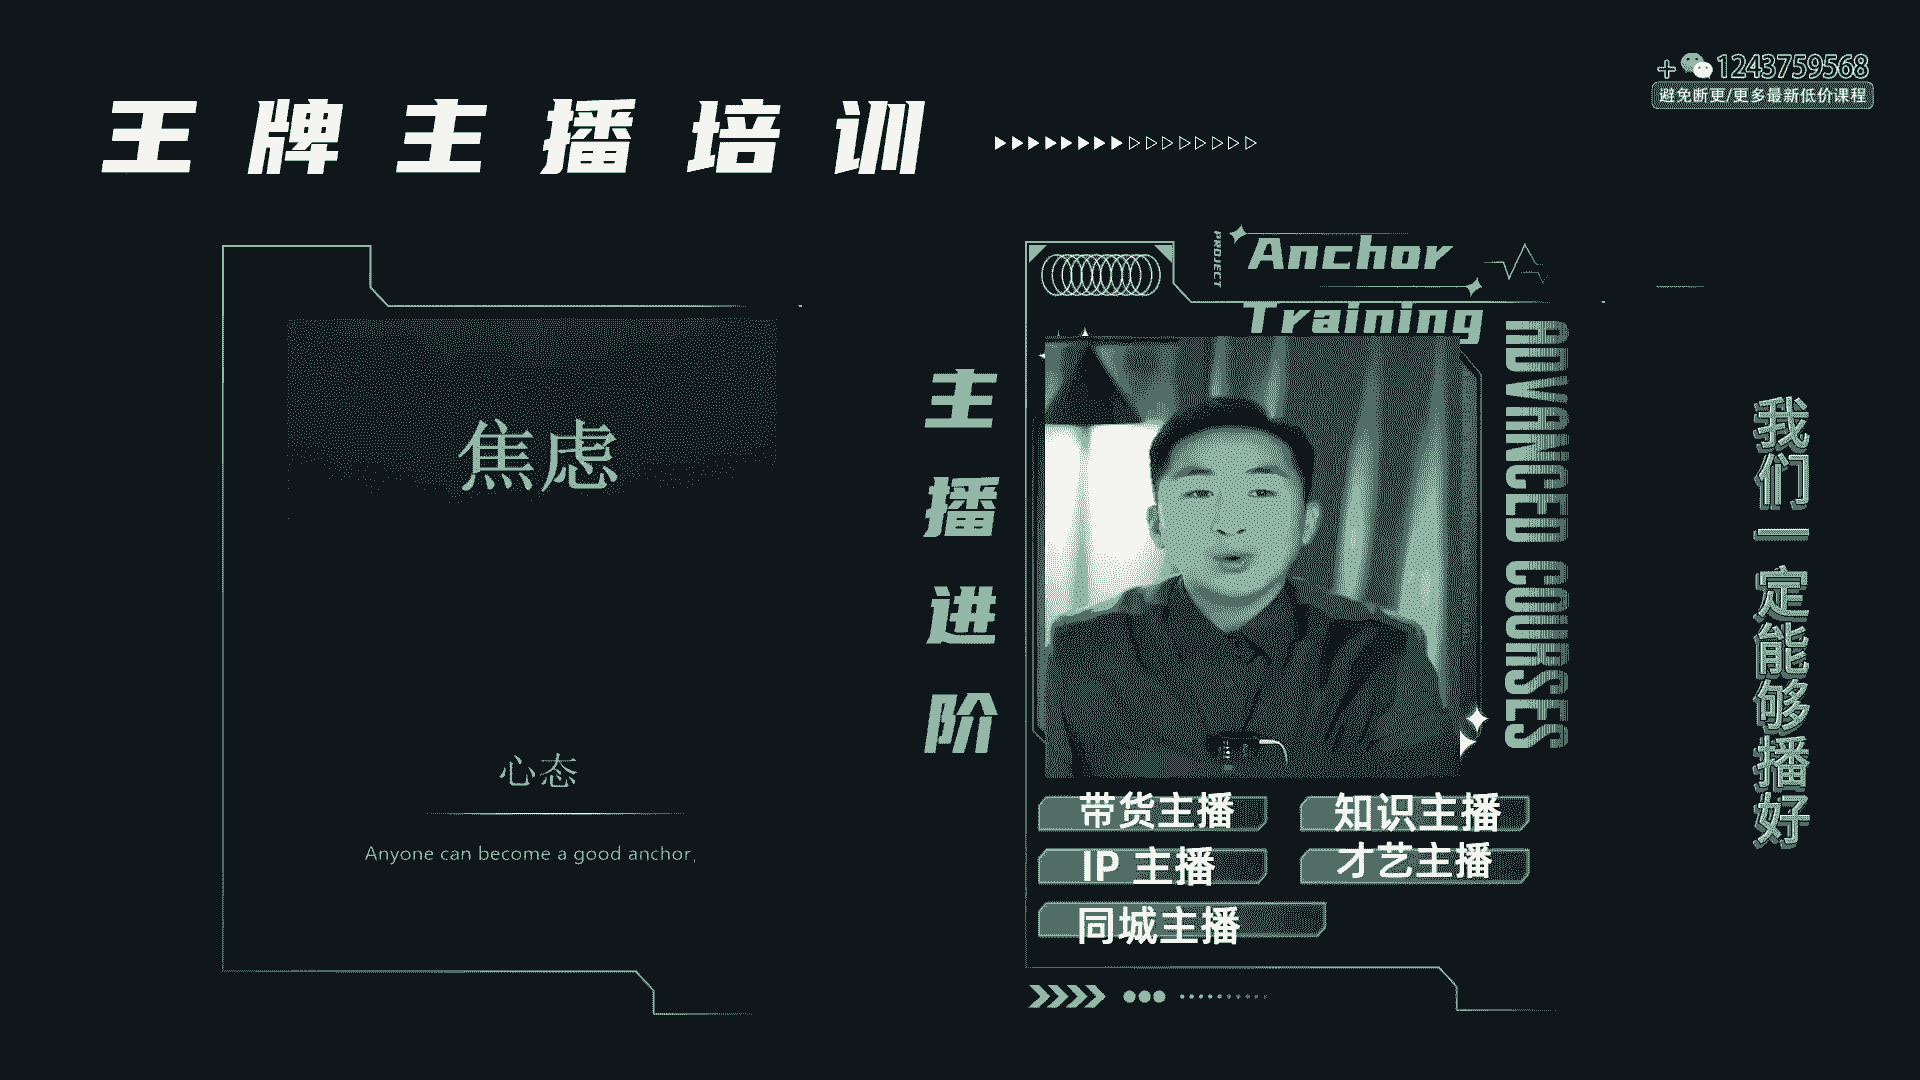 + 1243759568
避免断更/更多最新低价课程
王牌主播培训
PROJECT
Anchor
Training
焦虑
心态
Anyone can become a good anchor,
主播进阶
ADVANCED COURSES
带货主播
知识主播
IP 主播
才艺主播
同城主播
我们一定能够播好